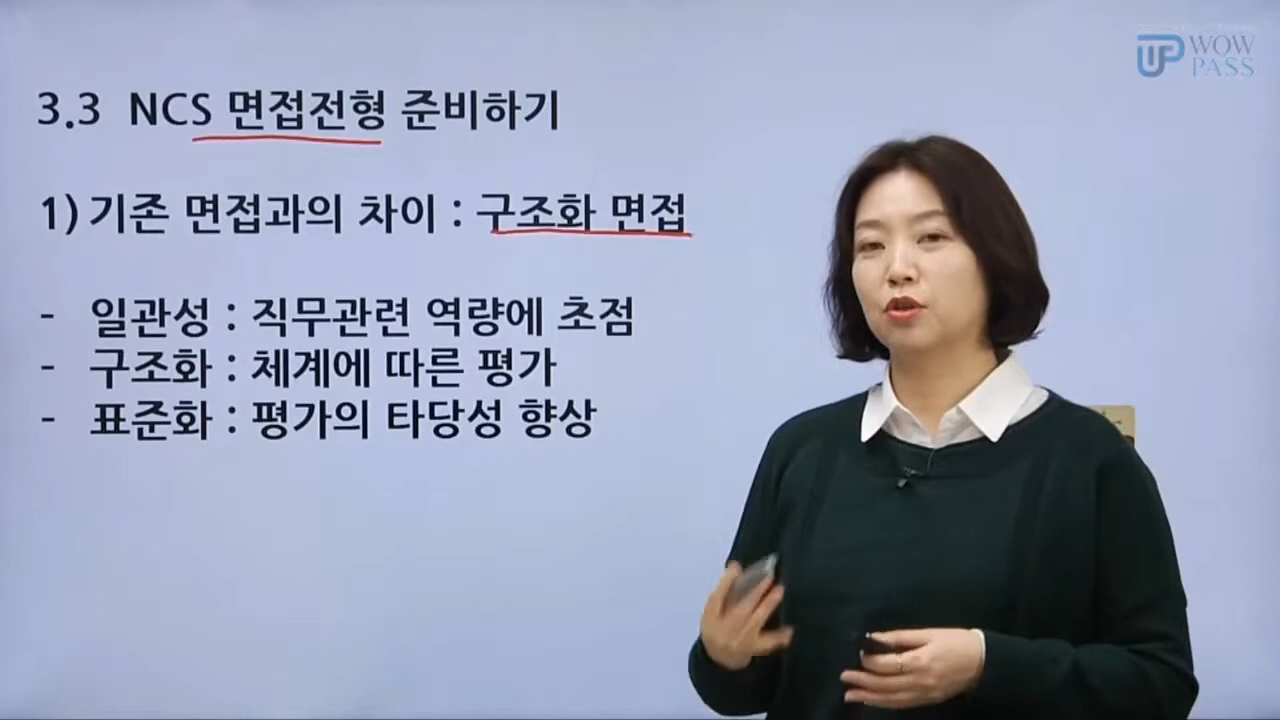 UP WOW
PASS
3.3 NCS 면접전형 준비하기
1) 기존 면접과의 차이 : 구조화 면접
- 일관성 : 직무관련 역량에 초점
- 구조화 : 체계에 따른 평가
- 표준화 : 평가의 타당성 향상